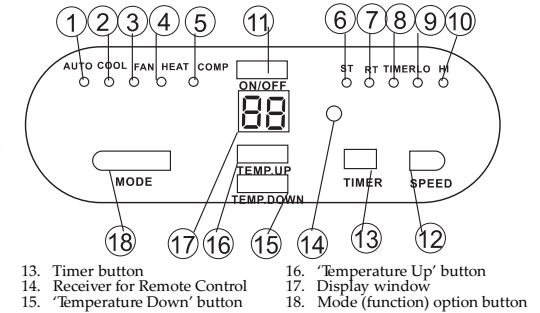 1 2 3 4 5 11 6 7 8 9 10
AUTO COOL FAN HEAT COMP ST RT TIMER LO HI
ON/OFF
88
TEMP.UP
MODE TIMER SPEED
TEMP.DOWN
18 17 16 15 14 13 12
13. Timer button
14. Receiver for Remote Control
15. 'Temperature Down' button
16. 'Temperature Up' button
17. Display window
18. Mode (function) option button